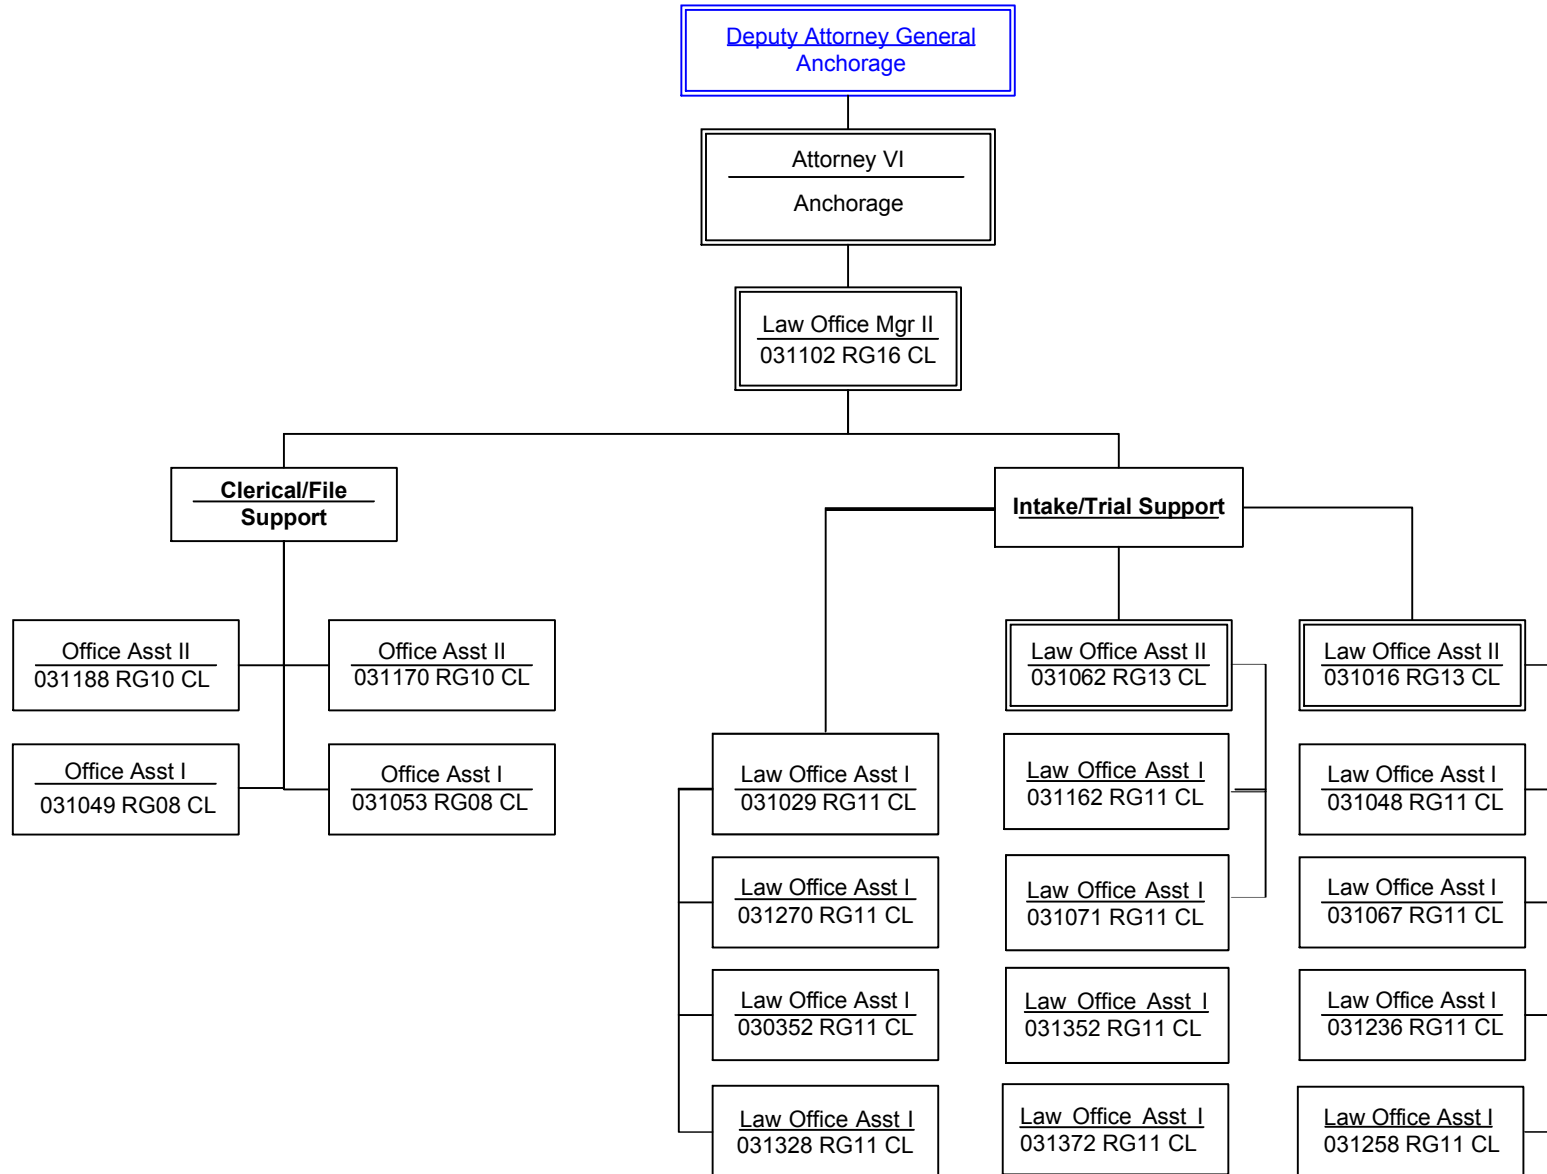 Deputy Attorney General
Anchorage
Attorney VI
Anchorage
Law Office Mgr II
031102 RG16 CL
Clerical/File
Support
Intake/Trial Support
Office Asst II
031188 RG10 CL
Office Asst II
031170 RG10 CL
Office Asst I
031049 RG08 CL
Office Asst I
031053 RG08 CL
Law Office Asst I
031029 RG11 CL
Law Office Asst I
031270 RG11 CL
Law Office Asst I
030352 RG11 CL
Law Office Asst I
031328 RG11 CL
Law Office Asst II
031062 RG13 CL
Law Office Asst I
031162 RG11 CL
Law Office Asst I
031071 RG11 CL
Law Office Asst I
031352 RG11 CL
Law Office Asst I
031372 RG11 CL
Law Office Asst II
031016 RG13 CL
Law Office Asst I
031048 RG11 CL
Law Office Asst I
031067 RG11 CL
Law Office Asst I
031236 RG11 CL
Law Office Asst I
031258 RG11 CL